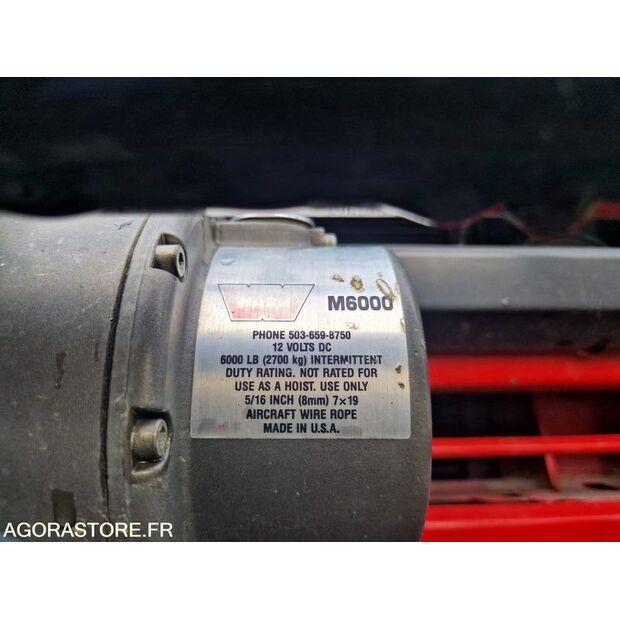 WARN
M6000
PHONE 503-659-8750
12 VOLTS DC
6000 LB (2700 kg) INTERMITTENT
DUTY RATING. NOT RATED FOR
USE AS A HOIST. USE ONLY
5/16 INCH (8mm) 7×19
AIRCRAFT WIRE ROPE
MADE IN U.S.A.
AGORASTORE.FR